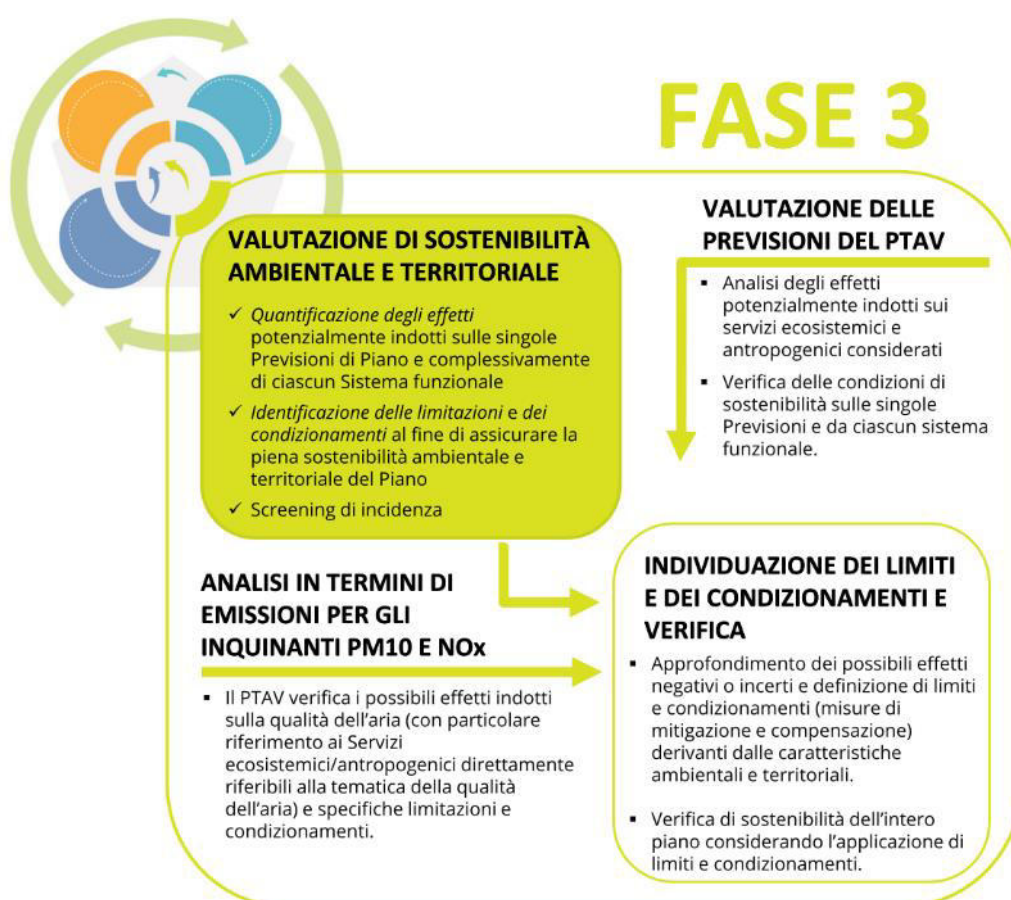 FASE 3
VALUTAZIONE DI SOSTENIBILITÀ
AMBIENTALE E TERRITORIALE
✓ Quantificazione degli effetti
potenzialmente indotti sulle singole
Previsioni di Piano e complessivamente
di ciascun Sistema funzionale
✓ Identificazione delle limitazioni e dei
condizionamenti al fine di assicurare la
piena sostenibilità ambientale e
territoriale del Piano
✓ Screening di incidenza
VALUTAZIONE DELLE
PREVISIONI DEL PTAV
▪ Analisi degli effetti
potenzialmente indotti sui
servizi ecosistemici e
antropogenici considerati
▪ Verifica delle condizioni di
sostenibilità sulle singole
Previsioni e da ciascun sistema
funzionale.
ANALISI IN TERMINI DI
EMISSIONI PER GLI
INQUINANTI PM10 E NOx
▪ Il PTAV verifica i possibili effetti indotti
sulla qualità dell'aria (con particolare
riferimento ai Servizi
ecosistemici/antropogenici direttamente
riferibili alla tematica della qualità
dell'aria) e specifiche limitazioni e
condizionamenti.
INDIVIDUAZIONE DEI LIMITI
E DEI CONDIZIONAMENTI E
VERIFICA
▪ Approfondimento dei possibili effetti
negativi o incerti e definizione di limiti
e condizionamenti (misure di
mitigazione e compensazione)
derivanti dalle caratteristiche
ambientali e territoriali.
▪ Verifica di sostenibilità dell'intero
piano considerando l'applicazione di
limiti e condizionamenti.